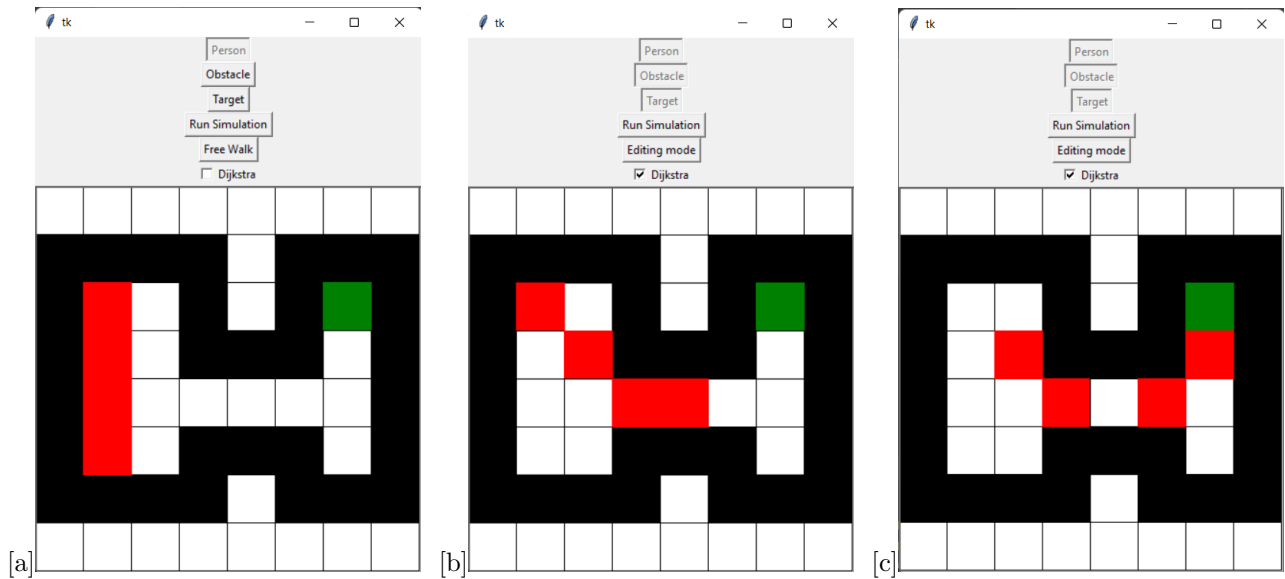 tk
Person
Obstacle
Target
Run Simulation
Free Walk
Dijkstra
[a]
tk
Person
Obstacle
Target
Run Simulation
Editing mode
Dijkstra
[b]
tk
Person
Obstacle
Target
Run Simulation
Editing mode
Dijkstra
[c]